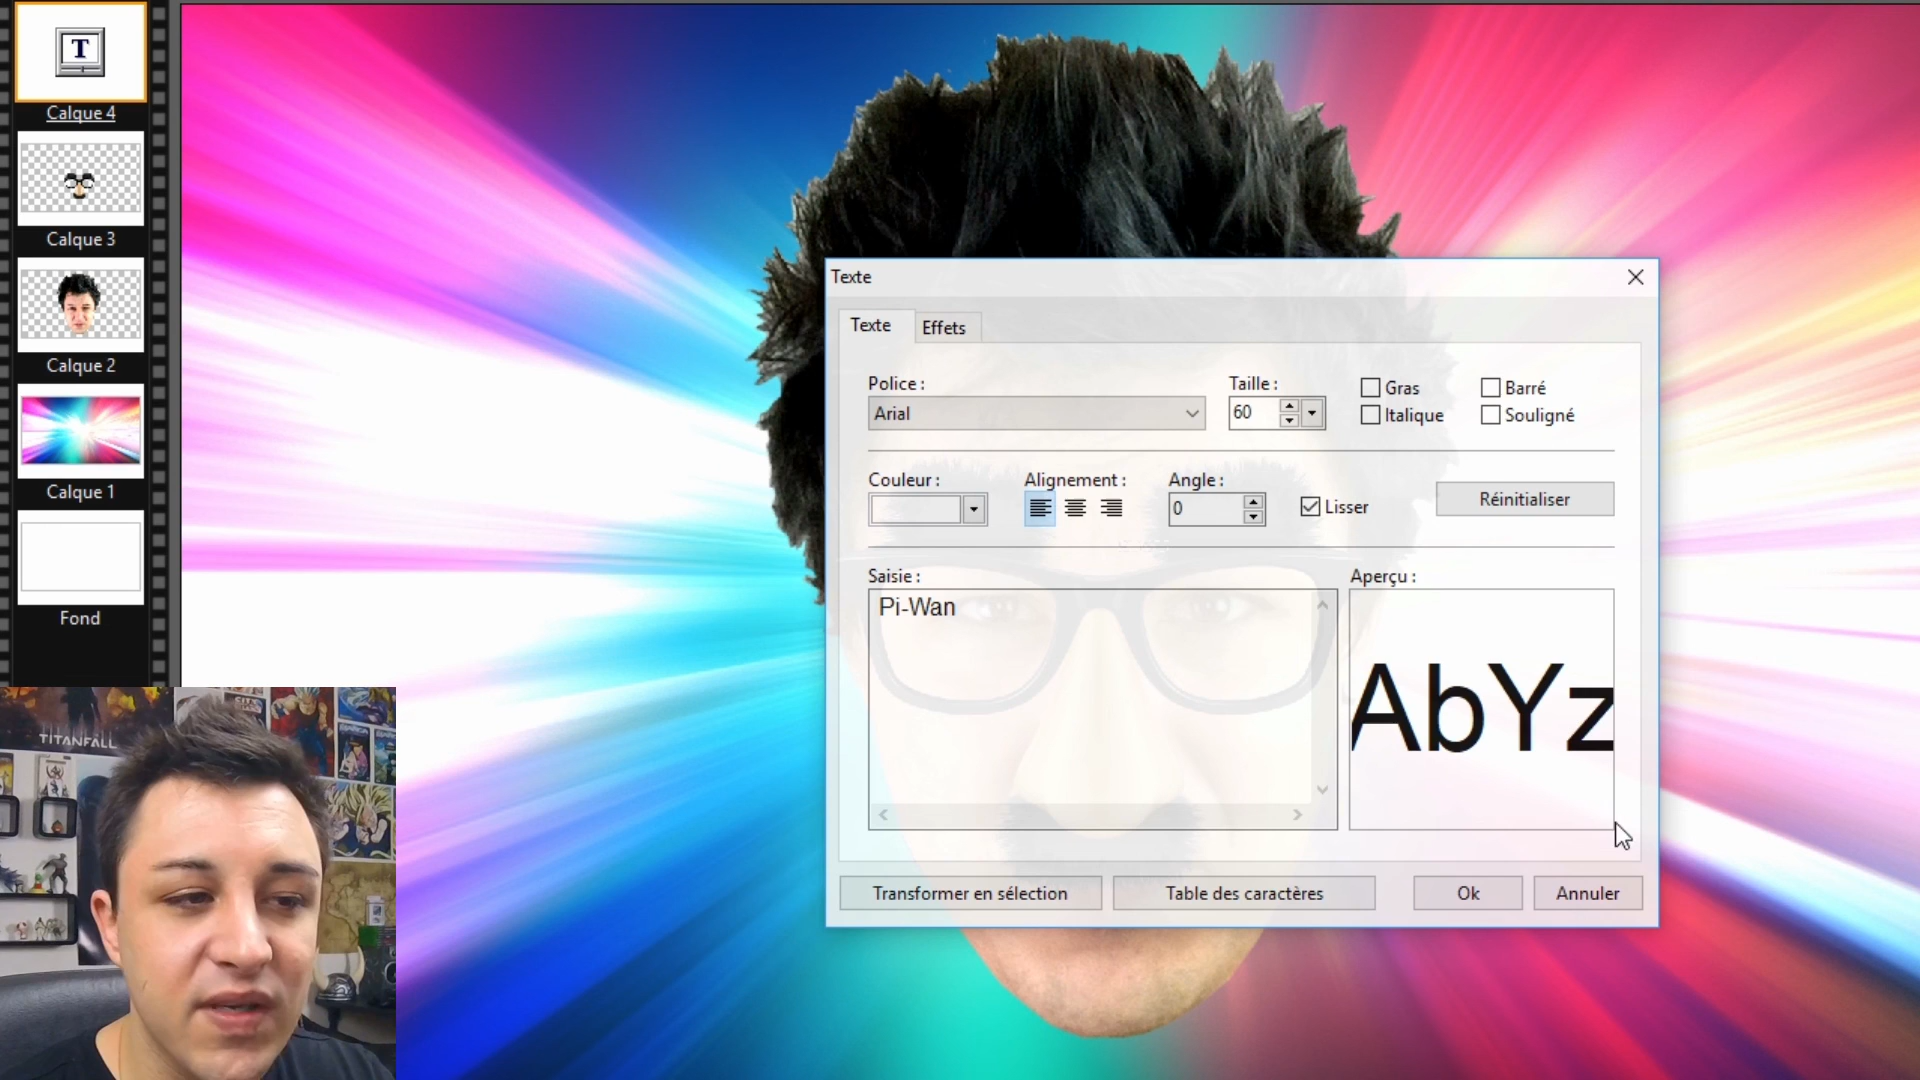 T
Calque 4
Calque 3
Calque 2
Calque 1
Fond
TITANFALL
Texte
Texte
Effets
Police :
Arial
Taille :
60
Gras
Barré
Italique
Souligné
Couleur :
Alignement :
Angle :
0
Lisser
Réinitialiser
Saisie :
Pi-Wan
Aperçu :
AbYz
Transformer en sélection
Table des caractères
Ok
Annuler